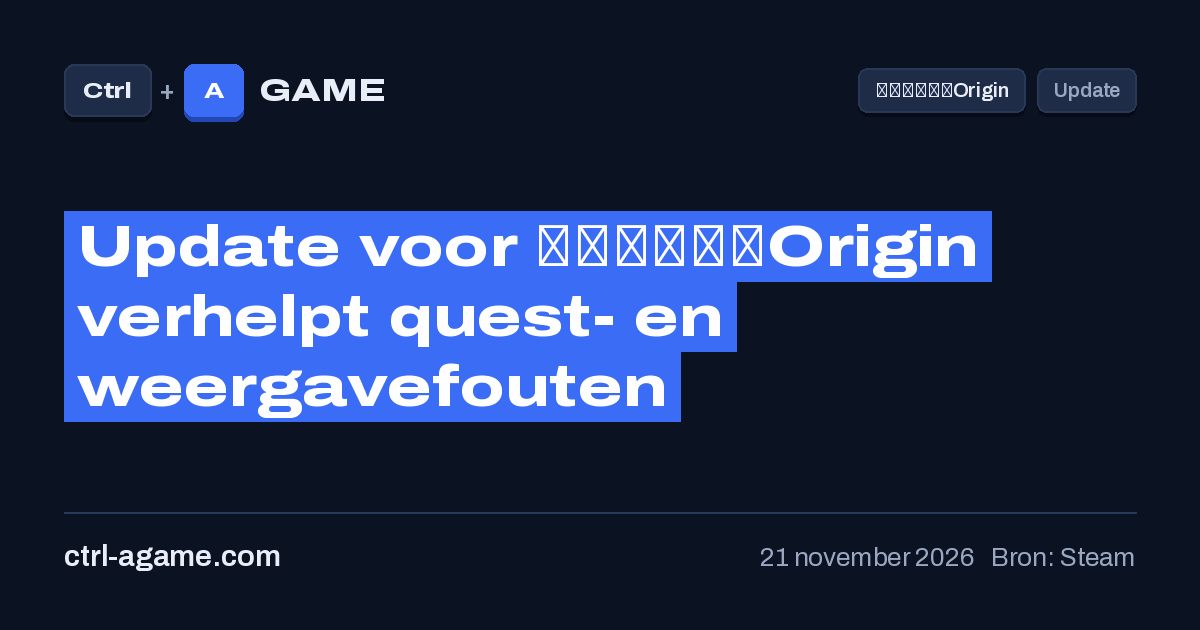 Ctrl + A GAME
Origin Update
Update voor Origin
verhelpt quest- en
weergavefouten
ctrl-agame.com
21 november 2026 Bron: Steam